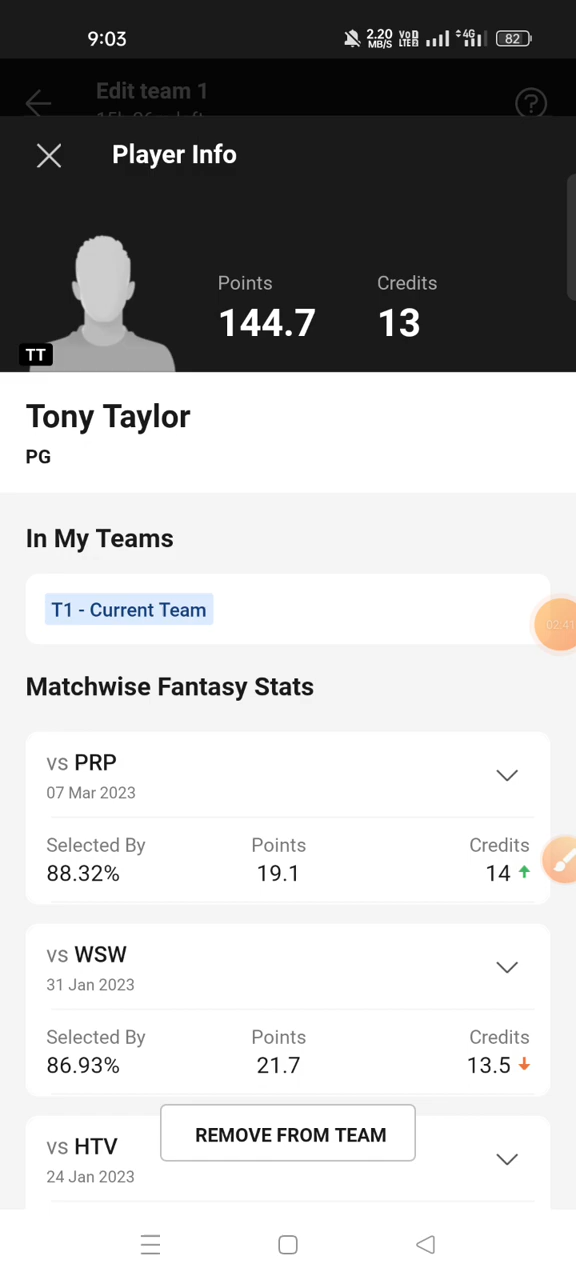 9:03
2.20 MB/S VoD LTE 4G 82
Edit team 1
Player Info
Points
Credits
144.7
13
TT
Tony Taylor
PG
In My Teams
T1 - Current Team
02:41
Matchwise Fantasy Stats
vs PRP
07 Mar 2023
Selected By
Points
Credits
88.32%
19.1
14
vs WSW
31 Jan 2023
Selected By
Points
Credits
86.93%
21.7
13.5
REMOVE FROM TEAM
vs HTV
24 Jan 2023